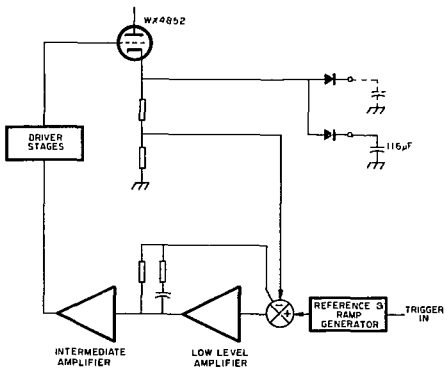 WX4852
DRIVER
STAGES
116µF
REFERENCE &
RAMP
GENERATOR
TRIGGER
IN
INTERMEDIATE
AMPLIFIER
LOW LEVEL
AMPLIFIER
- +